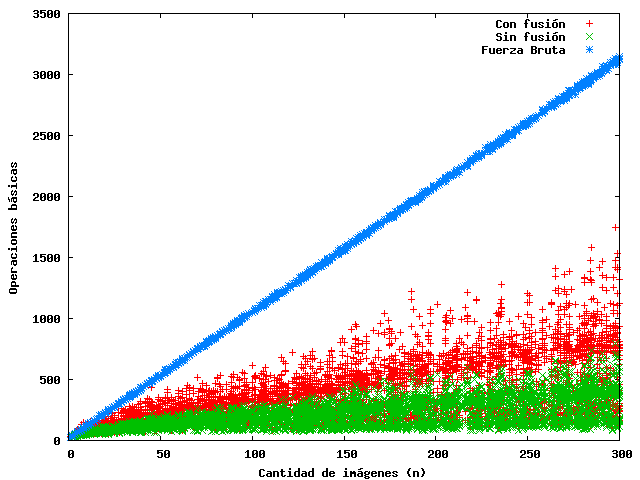 3500
3000
2500
2000
1500
1000
500
0
Operaciones básicas
Con fusión
Sin fusión
Fuerza Bruta
0 50 100 150 200 250 300
Cantidad de imágenes (n)